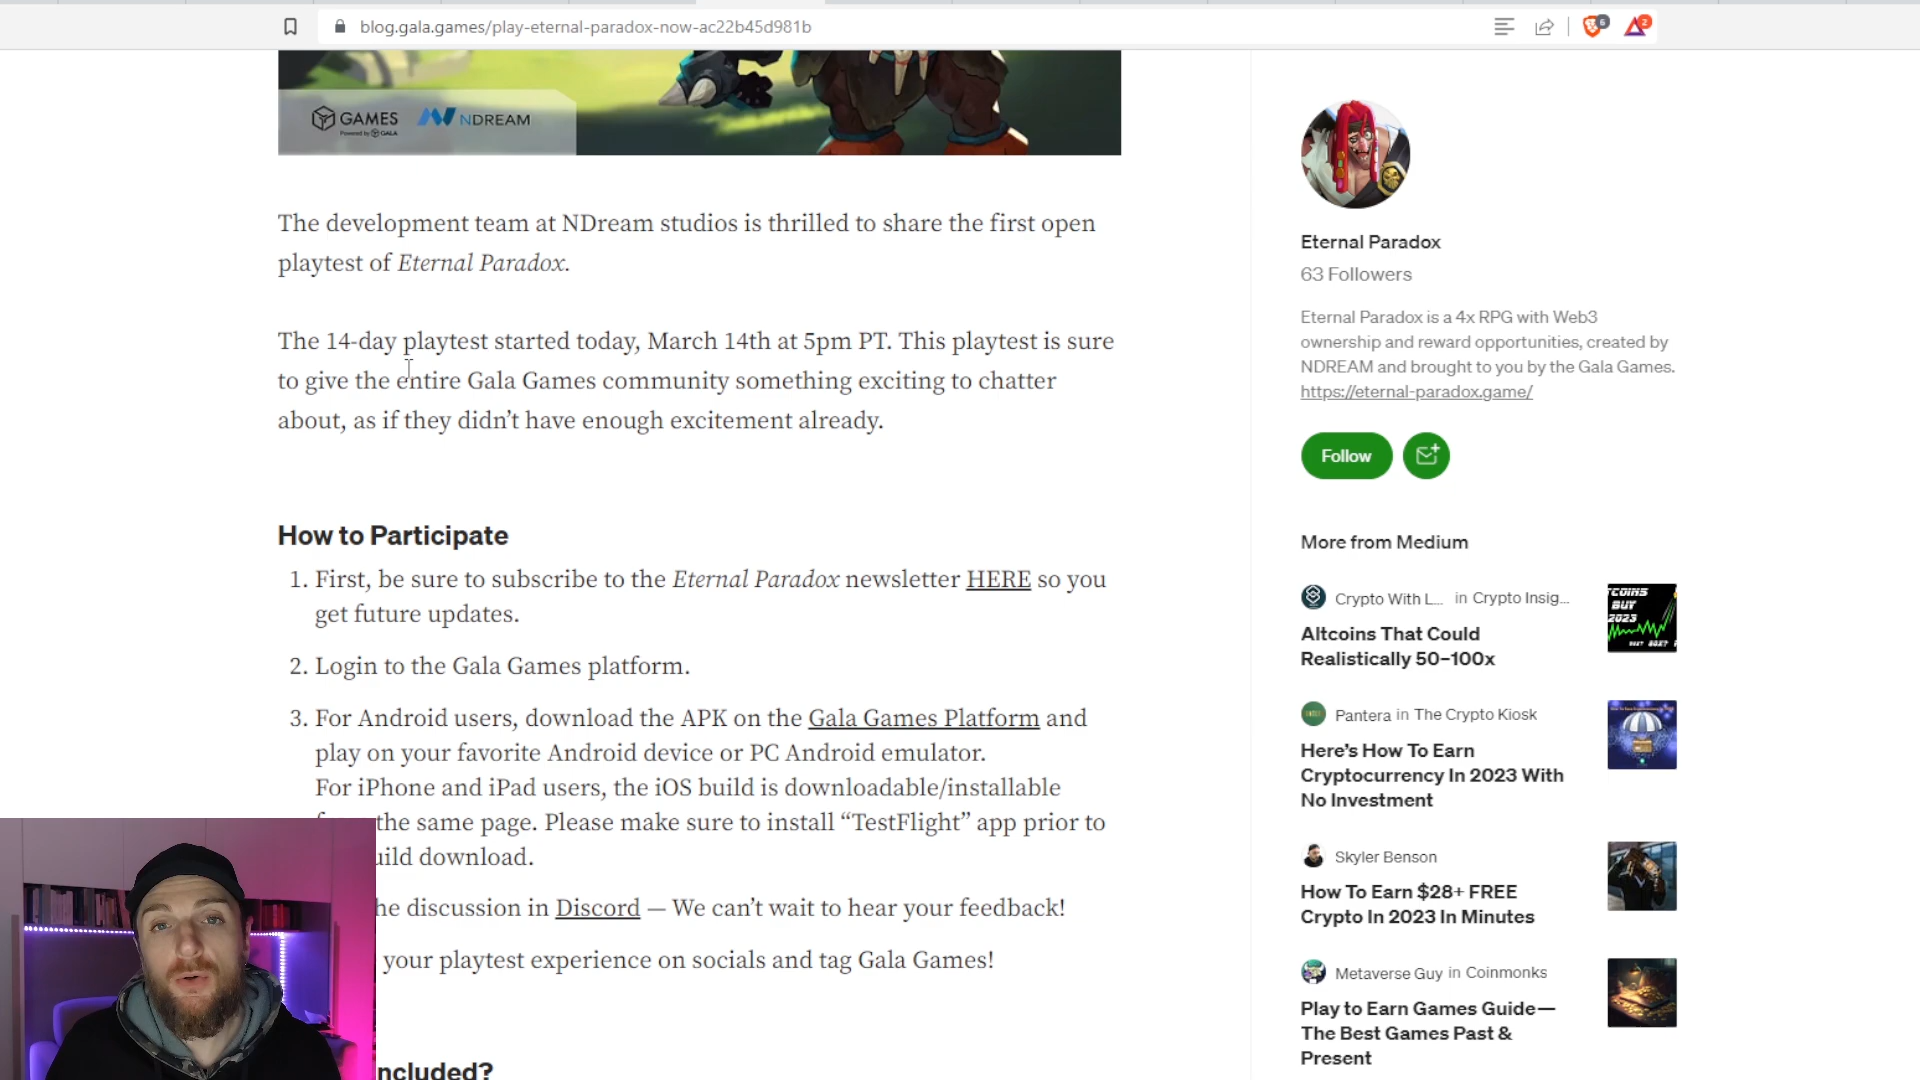 blog.gala.games/play-eternal-paradox-now-ac22b45d981b
6
2
GAMES
Powered by GALA
NDREAM
The development team at NDream studios is thrilled to share the first open
playtest of Eternal Paradox.
The 14-day playtest started today, March 14th at 5pm PT. This playtest is sure
to give the entire Gala Games community something exciting to chatter
about, as if they didn’t have enough excitement already.
How to Participate
1. First, be sure to subscribe to the Eternal Paradox newsletter HERE so you
get future updates.
2. Login to the Gala Games platform.
3. For Android users, download the APK on the Gala Games Platform and
play on your favorite Android device or PC Android emulator.
For iPhone and iPad users, the iOS build is downloadable/installable
the same page. Please make sure to install “TestFlight” app prior to
download.
discussion in Discord — We can’t wait to hear your feedback!
your playtest experience on socials and tag Gala Games!
ncluded?
Eternal Paradox
63 Followers
Eternal Paradox is a 4x RPG with Web3
ownership and reward opportunities, created by
NDREAM and brought to you by the Gala Games.
https://eternal-paradox.game/
Follow
More from Medium
Crypto With L... in Crypto Insig...
Altcoins That Could
Realistically 50–100x
TCOINS
BUY
2023
Pantera in The Crypto Kiosk
Here’s How To Earn
Cryptocurrency In 2023 With
No Investment
Skyler Benson
How To Earn $28+ FREE
Crypto In 2023 In Minutes
Metaverse Guy in Coinmonks
Play to Earn Games Guide—
The Best Games Past &
Present